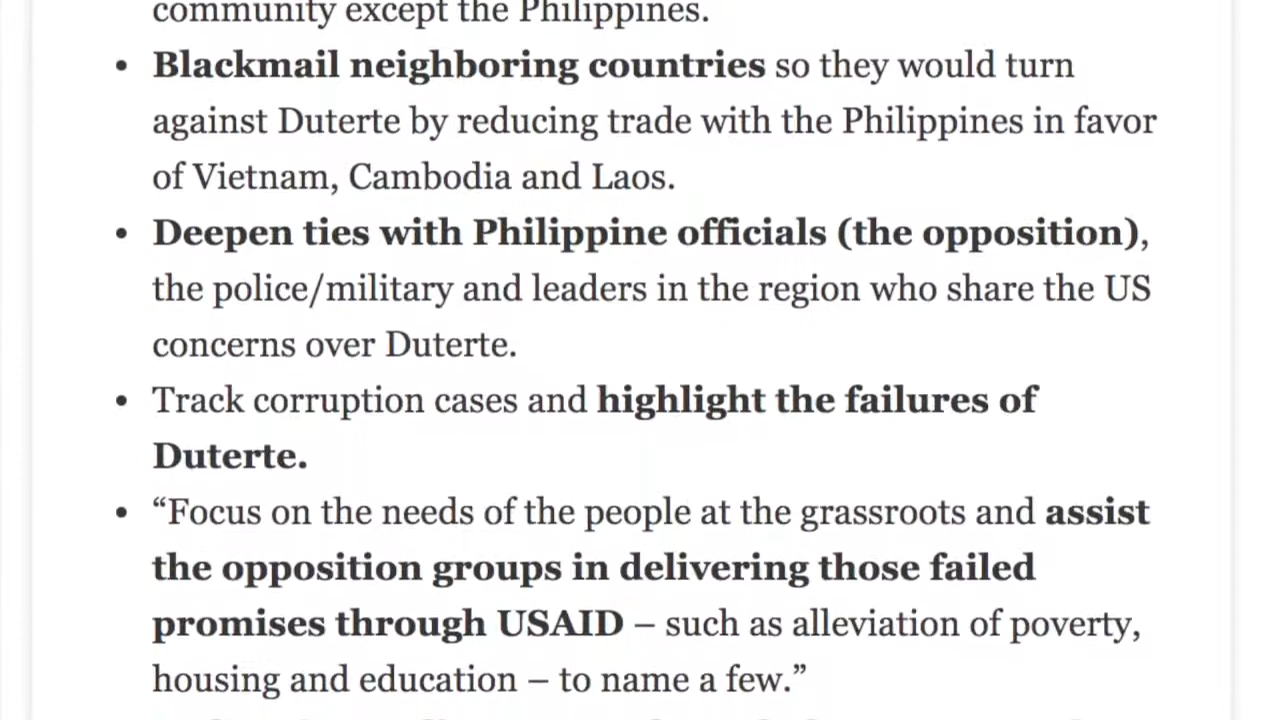 community except the Philippines.
• Blackmail neighboring countries so they would turn
against Duterte by reducing trade with the Philippines in favor
of Vietnam, Cambodia and Laos.
• Deepen ties with Philippine officials (the opposition),
the police/military and leaders in the region who share the US
concerns over Duterte.
• Track corruption cases and highlight the failures of
Duterte.
• “Focus on the needs of the people at the grassroots and assist
the opposition groups in delivering those failed
promises through USAID – such as alleviation of poverty,
housing and education – to name a few.”